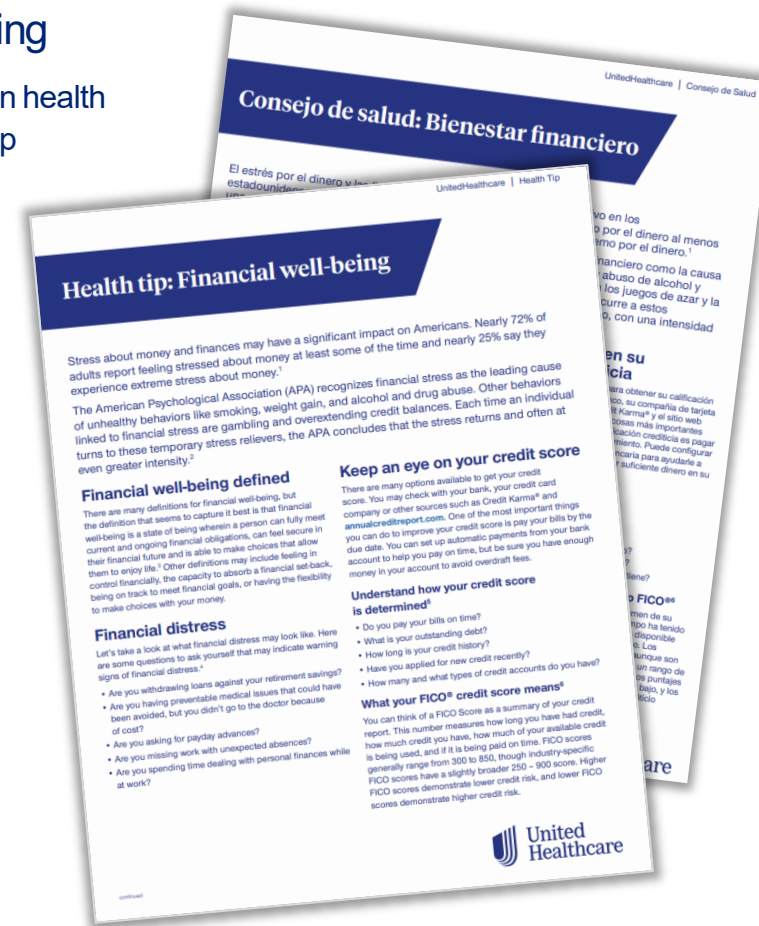 ing
n health
p
UnitedHealthcare | Consejo de Salud
Consejo de salud: Bienestar financiero
El estrés por el dinero y las
estadounidens
vo en los
o por el dinero al menos
emo por el dinero.¹
nanciero como la causa
abuso de alcohol y
los juegos de azar y la
curre a estos
o, con una intensidad
en su
icia
ara obtener su calificación
co, su compañía de tarjeta
it Karma® y el sitio web
cosas más importantes
icación crediticia es pagar
miento. Puede configurar
ncaria para ayudarle a
r suficiente dinero en su
o?
?
tiene?
o FICO®⁶
men de su
mpo ha tenido
disponible
o. Los
aunque son
un rango de
os puntajes
bajo, y los
iticio
are
UnitedHealthcare | Health Tip
Health tip: Financial well-being
Stress about money and finances may have a significant impact on Americans. Nearly 72% of
adults report feeling stressed about money at least some of the time and nearly 25% say they
experience extreme stress about money.¹
The American Psychological Association (APA) recognizes financial stress as the leading cause
of unhealthy behaviors like smoking, weight gain, and alcohol and drug abuse. Other behaviors
linked to financial stress are gambling and overextending credit balances. Each time an individual
turns to these temporary stress relievers, the APA concludes that the stress returns and often at
even greater intensity.²
Financial well-being defined
There are many definitions for financial well-being, but
the definition that seems to capture it best is that financial
well-being is a state of being wherein a person can fully meet
current and ongoing financial obligations, can feel secure in
their financial future and is able to make choices that allow
them to enjoy life.³ Other definitions may include feeling in
control financially, the capacity to absorb a financial set-back,
being on track to meet financial goals, or having the flexibility
to make choices with your money.
Financial distress
Let's take a look at what financial distress may look like. Here
are some questions to ask yourself that may indicate warning
signs of financial distress.⁴
• Are you withdrawing loans against your retirement savings?
• Are you having preventable medical issues that could have
been avoided, but you didn't go to the doctor because
of cost?
• Are you asking for payday advances?
• Are you missing work with unexpected absences?
• Are you spending time dealing with personal finances while
at work?
Keep an eye on your credit score
There are many options available to get your credit
score. You may check with your bank, your credit card
company or other sources such as Credit Karma® and
annualcreditreport.com. One of the most important things
you can do to improve your credit score is pay your bills by the
due date. You can set up automatic payments from your bank
account to help you pay on time, but be sure you have enough
money in your account to avoid overdraft fees.
Understand how your credit score
is determined⁵
• Do you pay your bills on time?
• What is your outstanding debt?
• How long is your credit history?
• Have you applied for new credit recently?
• How many and what types of credit accounts do you have?
What your FICO® credit score means⁶
You can think of a FICO Score as a summary of your credit
report. This number measures how long you have had credit,
how much credit you have, how much of your available credit
is being used, and if it is being paid on time. FICO scores
generally range from 300 to 850, though industry-specific
FICO scores have a slightly broader 250 – 900 score. Higher
FICO scores demonstrate lower credit risk, and lower FICO
scores demonstrate higher credit risk.
United
Healthcare
continued